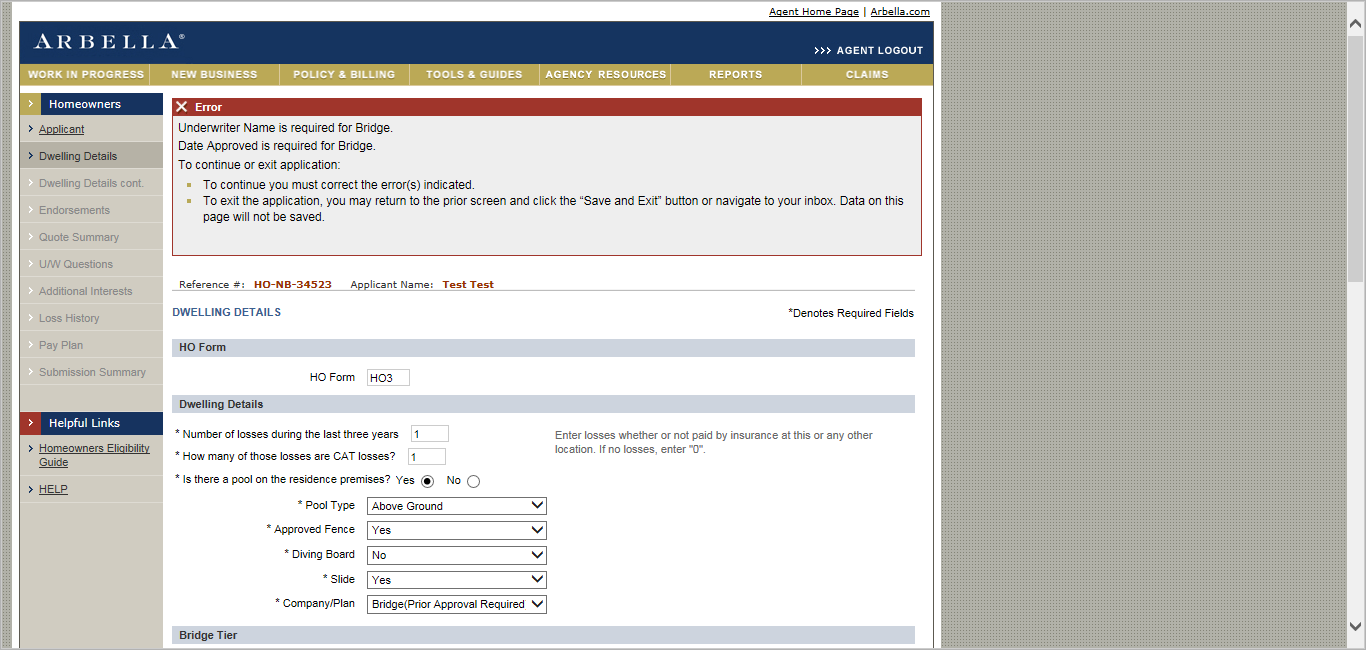 Agent Home Page | Arbella.com
ARBELLA®
>>> AGENT LOGOUT
WORK IN PROGRESS NEW BUSINESS POLICY & BILLING TOOLS & GUIDES AGENCY RESOURCES REPORTS CLAIMS
Homeowners
Applicant
Dwelling Details
Dwelling Details cont.
Endorsements
Quote Summary
U/W Questions
Additional Interests
Loss History
Pay Plan
Submission Summary
Helpful Links
Homeowners Eligibility
Guide
HELP
Error
Underwriter Name is required for Bridge.
Date Approved is required for Bridge.
To continue or exit application:
To continue you must correct the error(s) indicated.
To exit the application, you may return to the prior screen and click the “Save and Exit” button or navigate to your inbox. Data on this
page will not be saved.
Reference #: HO-NB-34523 Applicant Name: Test Test
DWELLING DETAILS
*Denotes Required Fields
HO Form
HO Form HO3
Dwelling Details
* Number of losses during the last three years 1
Enter losses whether or not paid by insurance at this or any other
location. If no losses, enter "0".
* How many of those losses are CAT losses? 1
* Is there a pool on the residence premises? Yes No
* Pool Type Above Ground
* Approved Fence Yes
* Diving Board No
* Slide Yes
* Company/Plan Bridge(Prior Approval Required
Bridge Tier